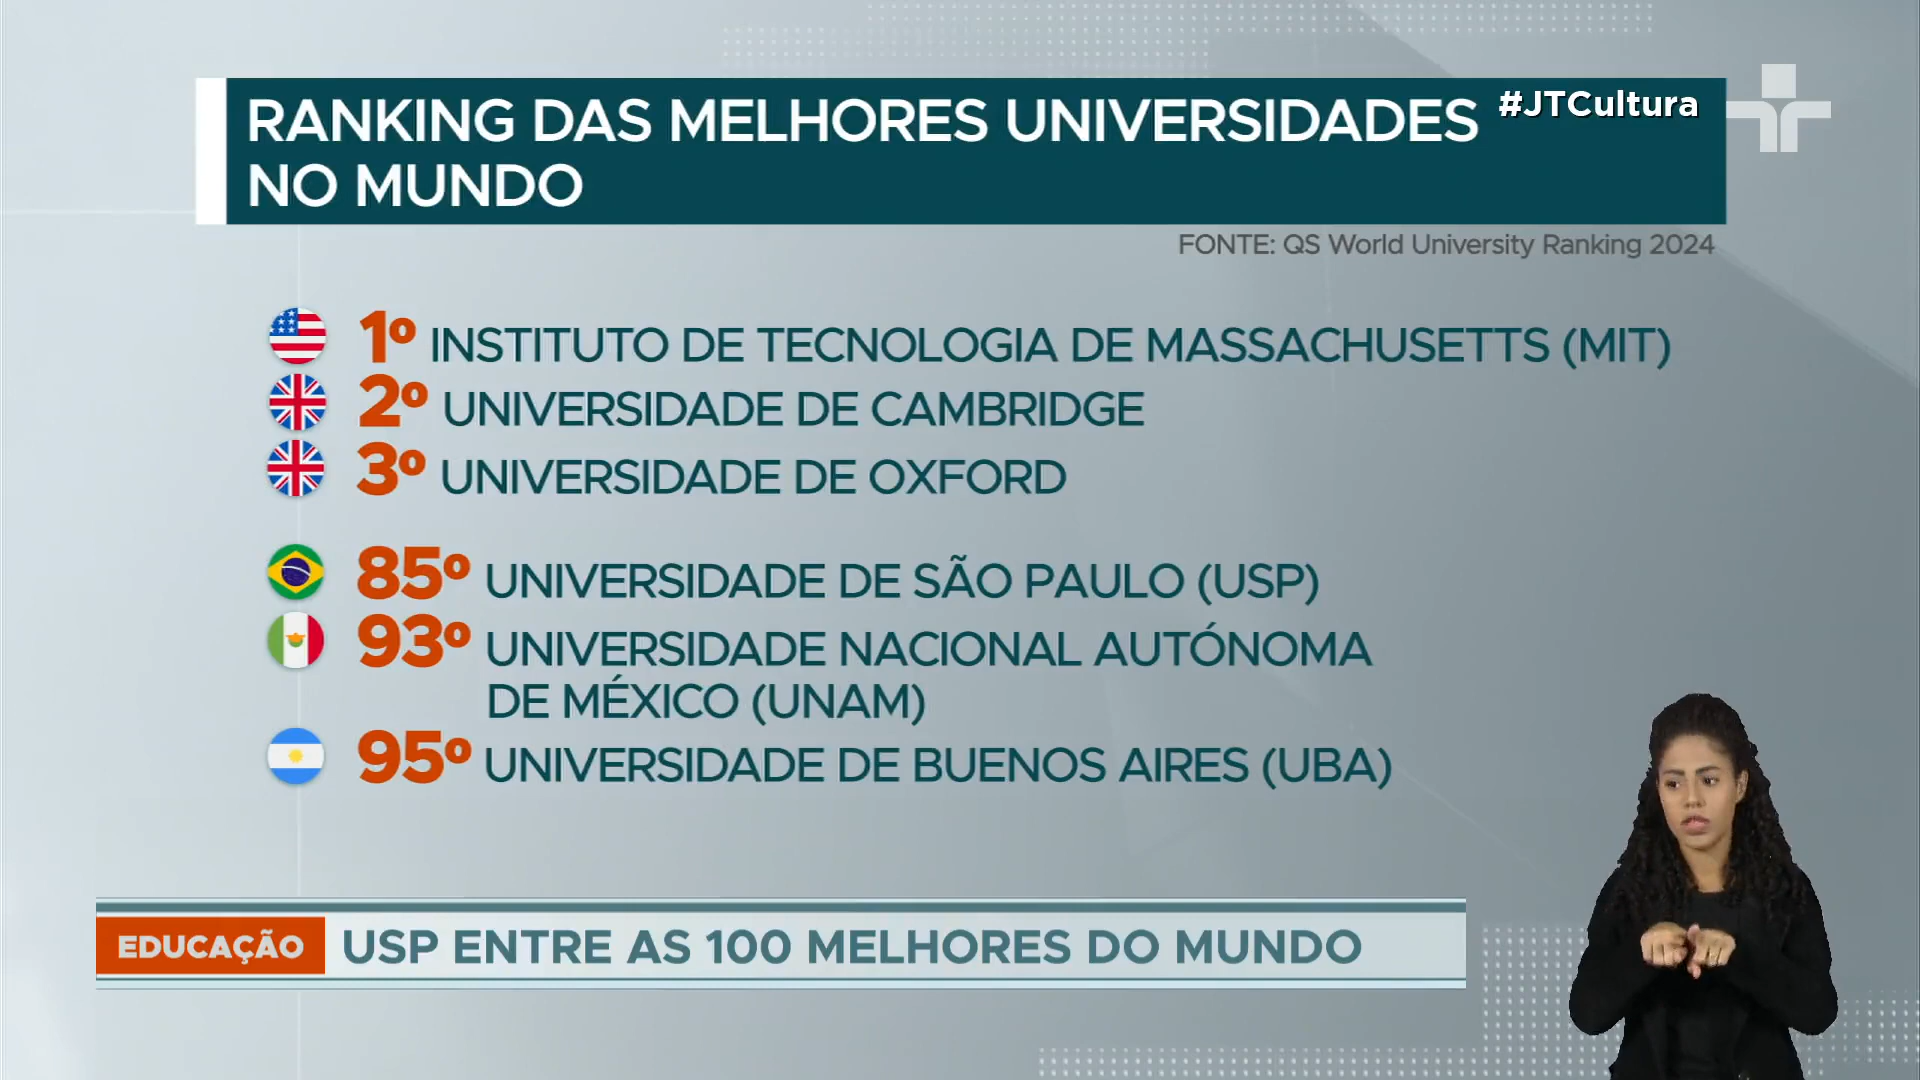 RANKING DAS MELHORES UNIVERSIDADES
NO MUNDO
#JTCultura
FONTE: QS World University Ranking 2024
1º INSTITUTO DE TECNOLOGIA DE MASSACHUSETTS (MIT)
2º UNIVERSIDADE DE CAMBRIDGE
3º UNIVERSIDADE DE OXFORD
85º UNIVERSIDADE DE SÃO PAULO (USP)
93º UNIVERSIDADE NACIONAL AUTÓNOMA
DE MÉXICO (UNAM)
95º UNIVERSIDADE DE BUENOS AIRES (UBA)
EDUCAÇÃO USP ENTRE AS 100 MELHORES DO MUNDO